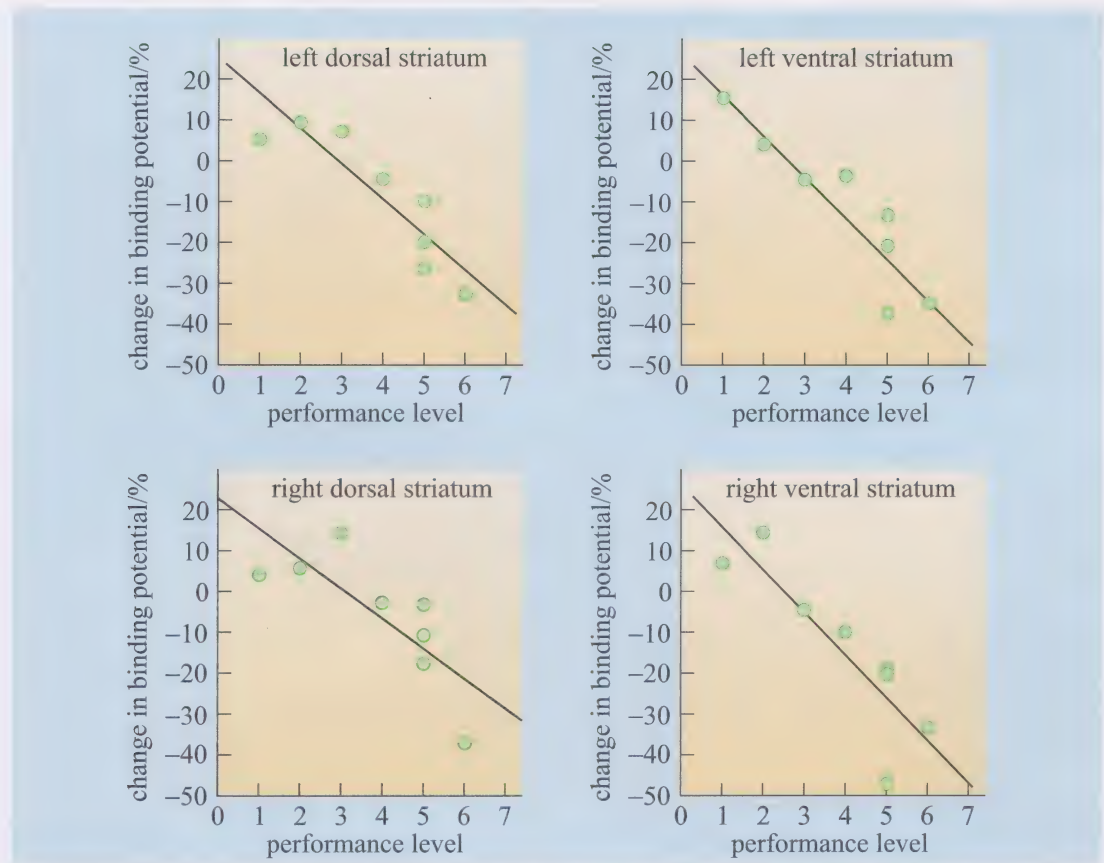 left dorsal striatum
change in binding potential/%
20
10
0
–10
–20
–30
–40
–50
0 1 2 3 4 5 6 7
performance level
left ventral striatum
change in binding potential/%
20
10
0
–10
–20
–30
–40
–50
0 1 2 3 4 5 6 7
performance level
right dorsal striatum
change in binding potential/%
20
10
0
–10
–20
–30
–40
–50
0 1 2 3 4 5 6 7
performance level
right ventral striatum
change in binding potential/%
20
10
0
–10
–20
–30
–40
–50
0 1 2 3 4 5 6 7
performance level